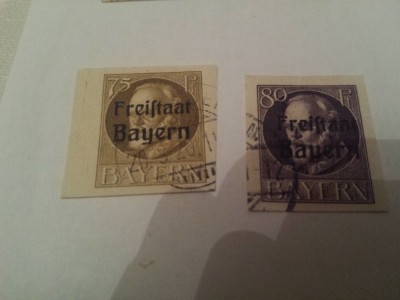 75 Pf
Freiſtaat
Bayern
BAYERN
80 Pf
Freiſtaat
Bayern
BAYERN